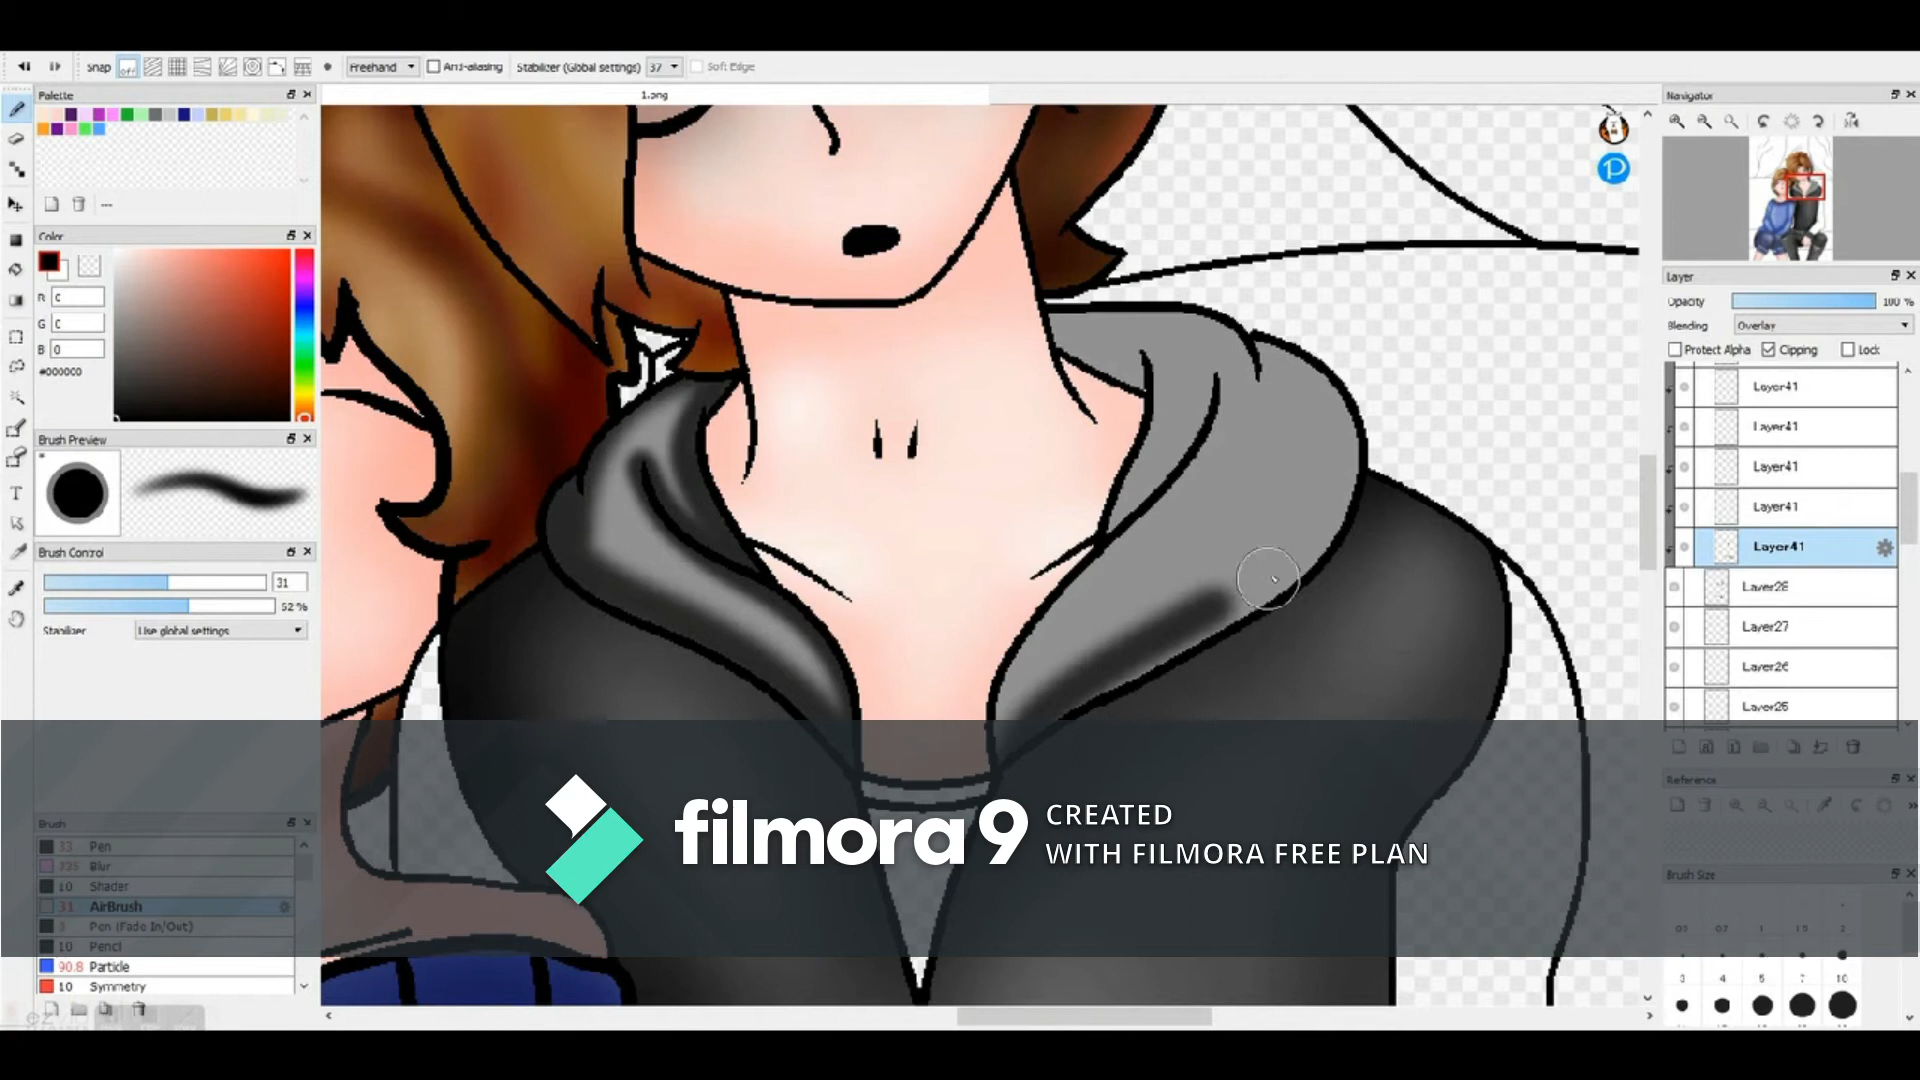 Snap
off
Freehand
Anti-aliasing
Stabilizer (Global settings)
37
Soft Edge
Palette
1.png
Navigator
---
Color
R
G
B 0
#000000
Layer
Opacity
100 %
Blending
Overlay
Protect Alpha
Clipping
Lock
Layer41
Layer41
Layer41
Layer41
Layer41
Layer28
Layer27
Layer26
Layer25
Brush Preview
Brush Control
31
52 %
Stabilizer
Use global settings
Reference
Brush
33 Pen
325 Blur
10 Shader
31 AirBrush
3 Pen (Fade In/Out)
10 Pencil
90.8 Particle
10 Symmetry
filmora9
CREATED
WITH FILMORA FREE PLAN
Brush Size
0.5 0.7 1 1.5 2
3 4 5 7 10